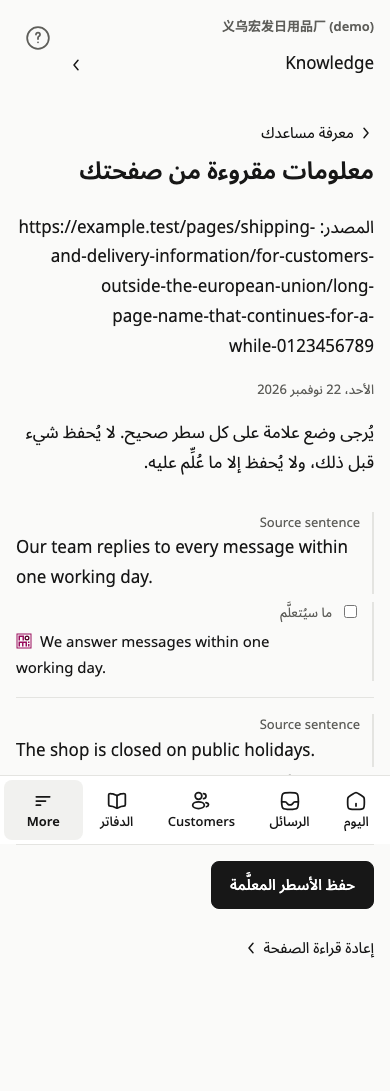 义乌宏发日用品厂 (demo)
Knowledge
معرفة مساعدك
معلومات مقروءة من صفحتك
المصدر: https://example.test/pages/shipping-
and-delivery-information/for-customers-
outside-the-european-union/long-
page-name-that-continues-for-a-
while-0123456789
الأحد، 22 نوفمبر 2026
يُرجى وضع علامة على كل سطر صحيح. لا يُحفظ شيء
قبل ذلك، ولا يُحفظ إلا ما عُلِّم عليه.
Source sentence
Our team replies to every message within
one working day.
ما سيُتعلَّم
We answer messages within one
working day.
Source sentence
The shop is closed on public holidays.
اليوم
الرسائل
Customers
الدفاتر
More
حفظ الأسطر المعلَّمة
إعادة قراءة الصفحة